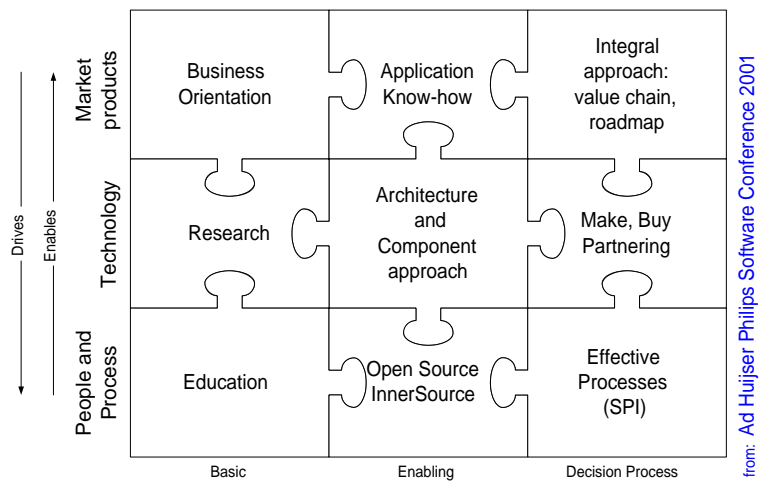 Drives
Enables
Market
products
Business
Orientation
Application
Know-how
Integral
approach:
value chain,
roadmap
Technology
Research
Architecture
and
Component
approach
Make, Buy
Partnering
People and
Process
Education
Open Source
InnerSource
Effective
Processes
(SPI)
Basic
Enabling
Decision Process
from: Ad Huijser Philips Software Conference 2001